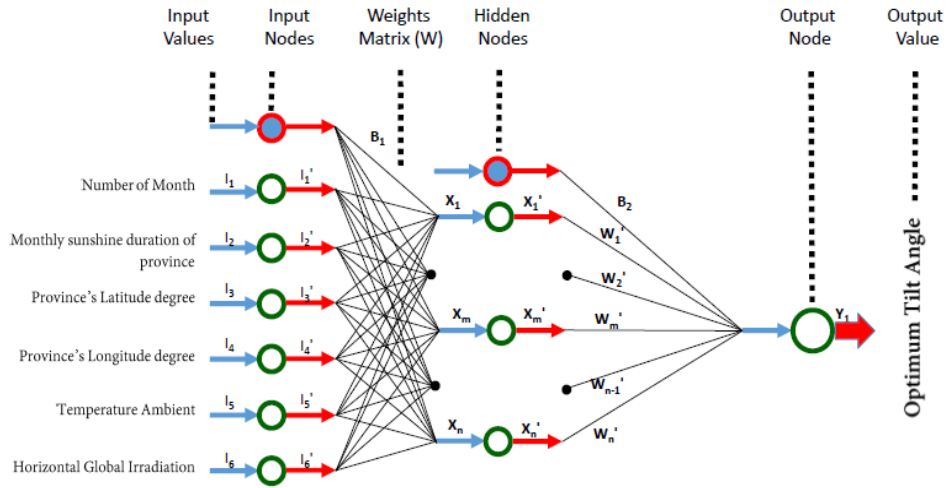 Input Values
Input Nodes
Weights Matrix (W)
Hidden Nodes
Output Node
Output Value
B₁
Number of Month
I₁
I₁'
X₁
X₁'
B₂
W₁'
Monthly sunshine duration of province
I₂
I₂'
W₂'
Province's Latitude degree
I₃
I₃'
Xₘ
Xₘ'
Wₘ'
Y₁
Optimum Tilt Angle
Province's Longitude degree
I₄
I₄'
Wₙ₋₁'
Temperature Ambient
I₅
I₅'
Xₙ
Xₙ'
Wₙ'
Horizontal Global Irradiation
I₆
I₆'